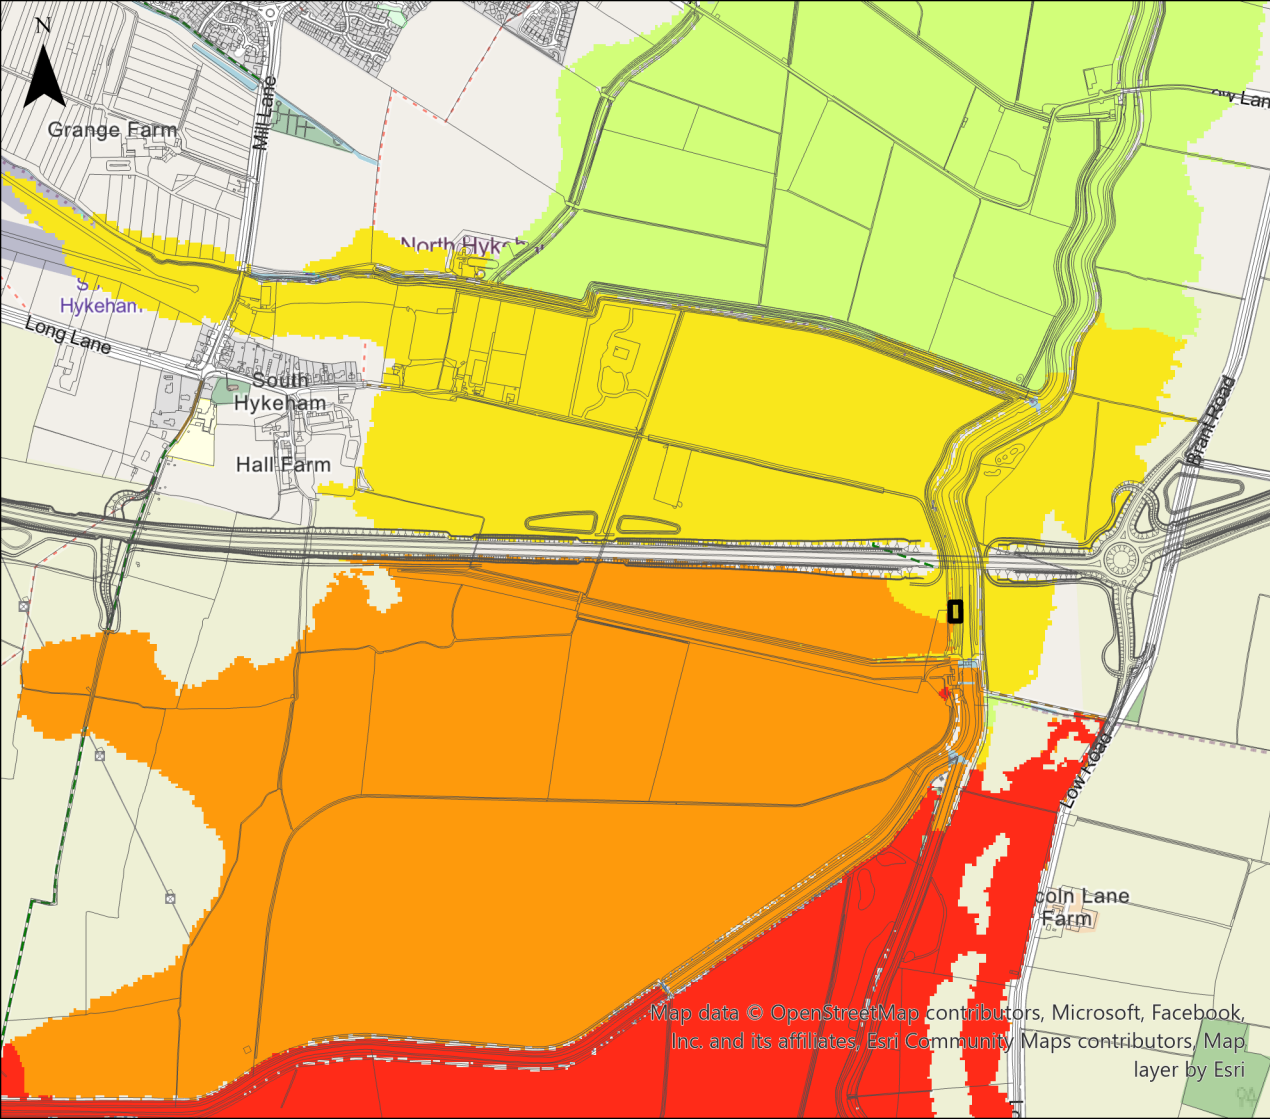 N
Grange Farm
Mill Lane
Hykeham
Long Lane
South
Hykeham
Hall Farm
North
Brant Road
Low Road
Farm
Map data © OpenStreetMap contributors, Microsoft, Facebook,
Inc. and its affiliates, Esri Community Maps contributors, Map
layer by Esri